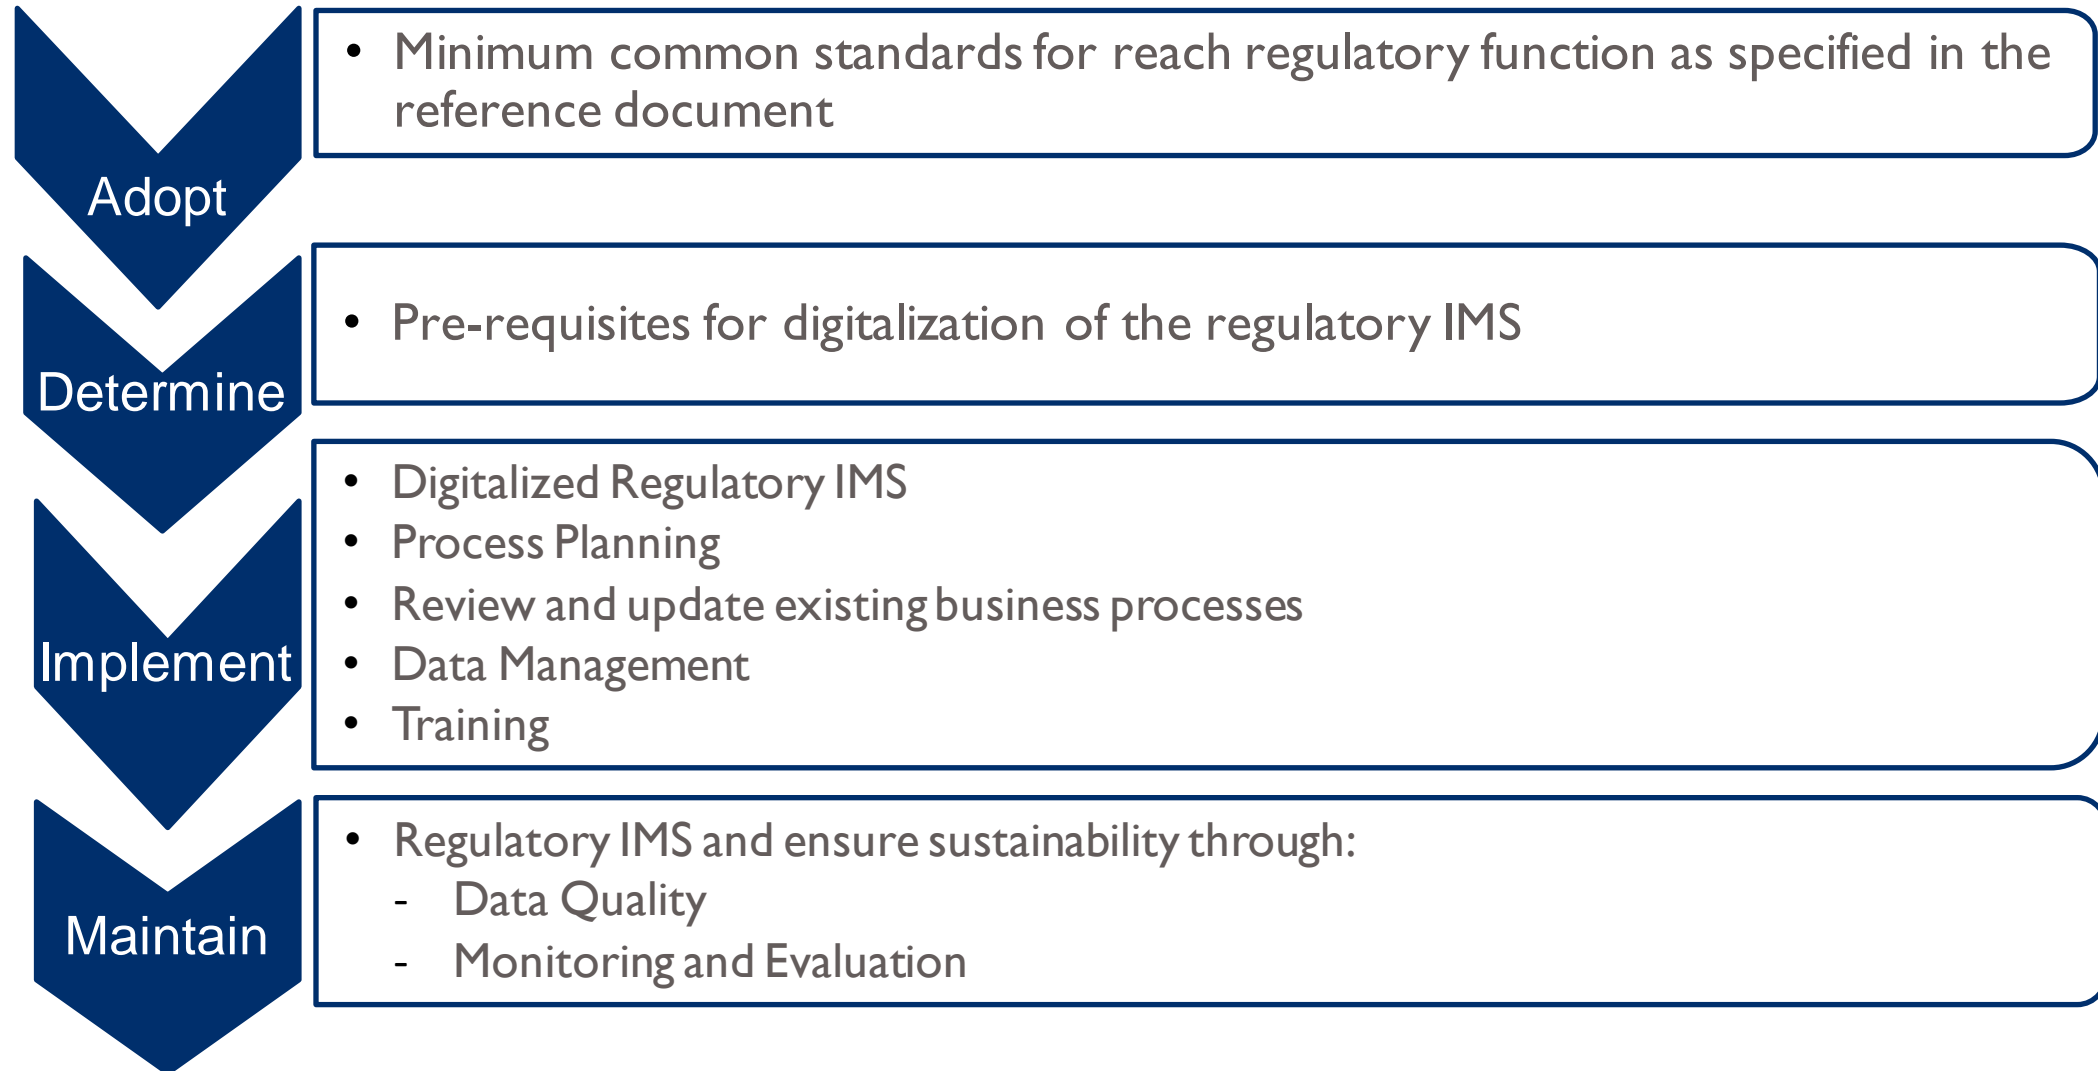 Adopt
• Minimum common standards for reach regulatory function as specified in the
reference document
Determine
• Pre-requisites for digitalization of the regulatory IMS
Implement
• Digitalized Regulatory IMS
• Process Planning
• Review and update existing business processes
• Data Management
• Training
Maintain
• Regulatory IMS and ensure sustainability through:
- Data Quality
- Monitoring and Evaluation